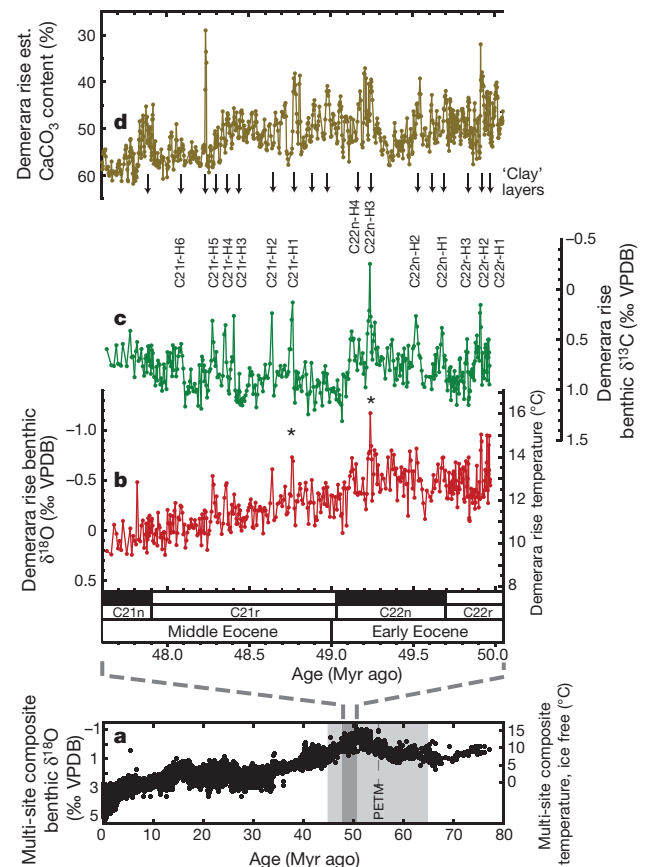 Demerara rise est.
CaCO₃ content (%)
30
40
50
60
d
'Clay'
layers
C21r-H6
C21r-H5
C21r-H4
C21r-H3
C21r-H2
C21r-H1
C22n-H4
C22n-H3
C22n-H2
C22n-H1
C22r-H3
C22r-H2
C22r-H1
−0.5
0
0.5
1.0
1.5
Demerara rise
benthic δ¹³C (‰ VPDB)
c
*
*
Demerara rise benthic
δ¹⁸O (‰ VPDB)
−1.0
−0.5
0
0.5
b
16
14
12
10
8
Demerara rise temperature (°C)
C21n
C21r
C22n
C22r
Middle Eocene
Early Eocene
48.0
48.5
49.0
49.5
50.0
Age (Myr ago)
Multi-site composite
benthic δ¹⁸O
(‰ VPDB)
−1
1
3
5
a
PETM
15
10
5
0
Multi-site composite
temperature, ice free (°C)
0
10
20
30
40
50
60
70
80
Age (Myr ago)